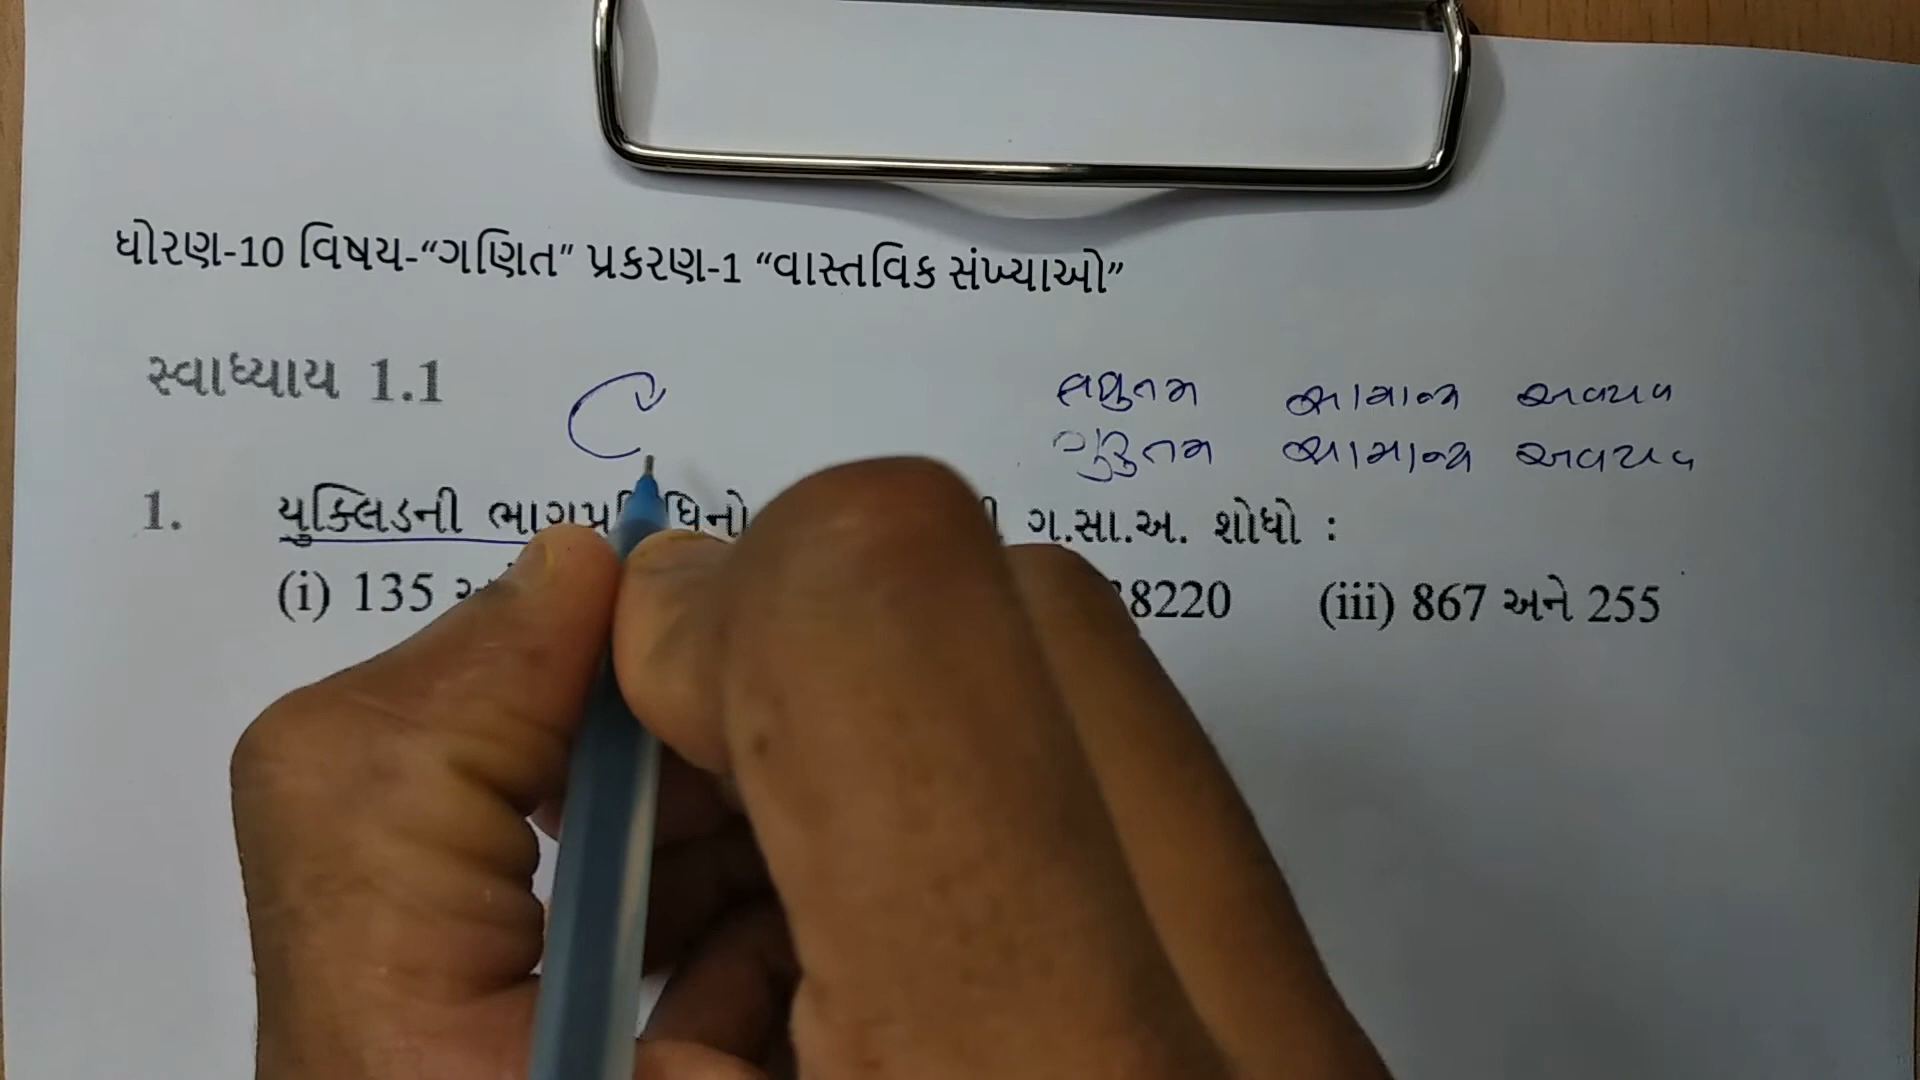 ધોરણ-10 વિષય-“ગણિત” પ્રકરણ-1 “વાસ્તવિક સંખ્યાઓ”
સ્વાધ્યાય 1.1
લઘુતમ સામાન્ય અવયવ
ગુરુતમ સામાન્ય અવયવ
1. યુક્લિડની ગ.સા.અ. શોધો :
(i) 135 8220 (iii) 867 અને 255